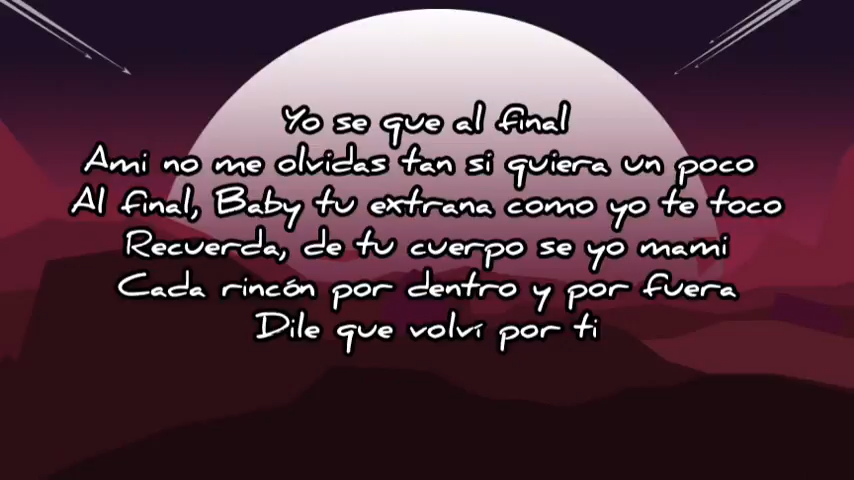 Yo se que al final
Ami no me olvidas tan si quiera un poco
Al final, Baby tu extrana como yo te toco
Recuerda, de tu cuerpo se yo mami
Cada rincón por dentro y por fuera
Dile que volví por ti